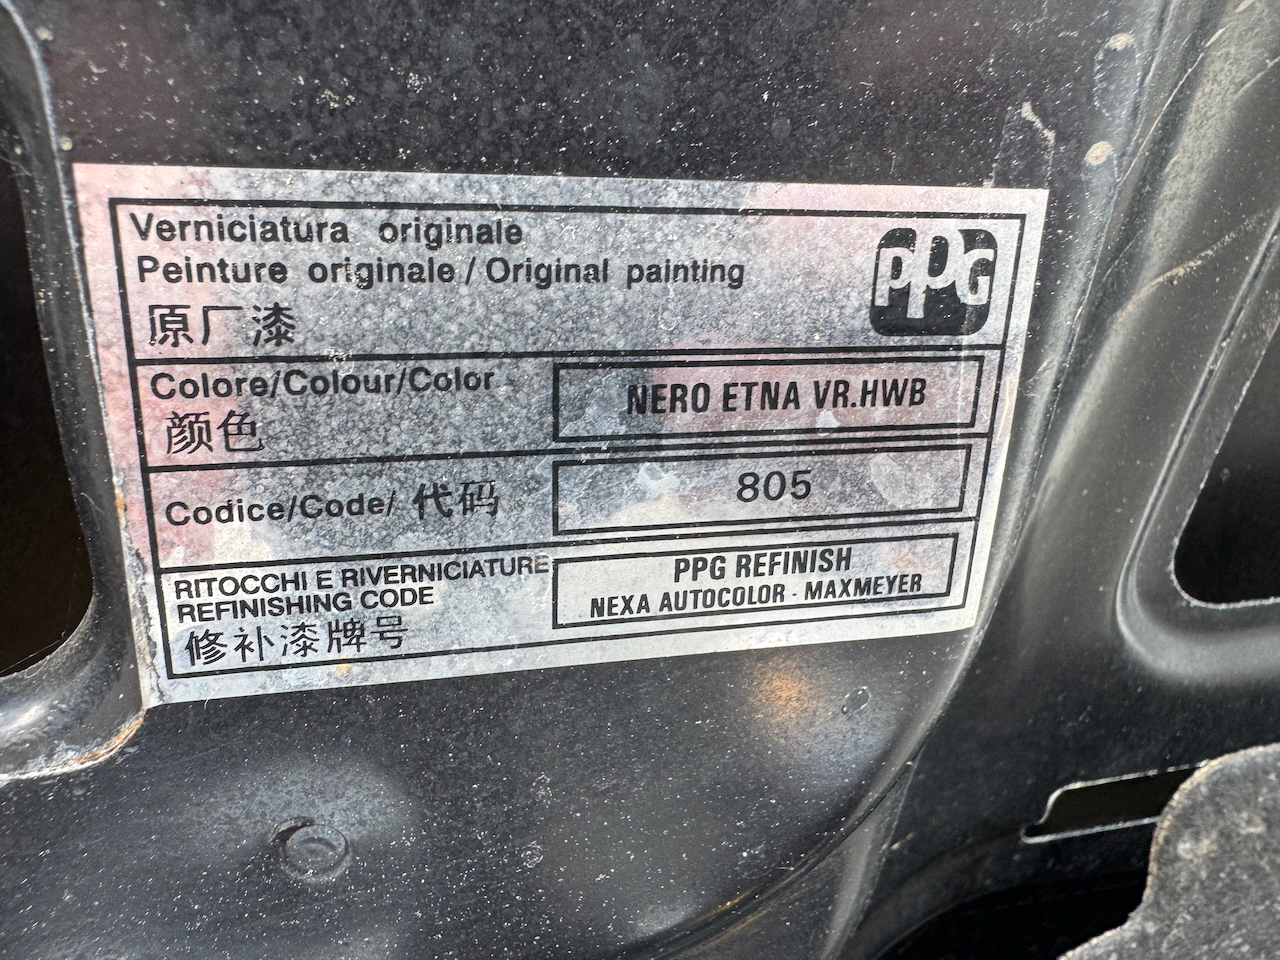 Verniciatura originale
Peinture originale / Original painting
原厂漆
PPG
Colore/Colour/Color
颜色
NERO ETNA VR.HWB
Codice/Code/ 代码
805
RITOCCHI E RIVERNICIATURE
REFINISHING CODE
修补漆牌号
PPG REFINISH
NEXA AUTOCOLOR - MAXMEYER